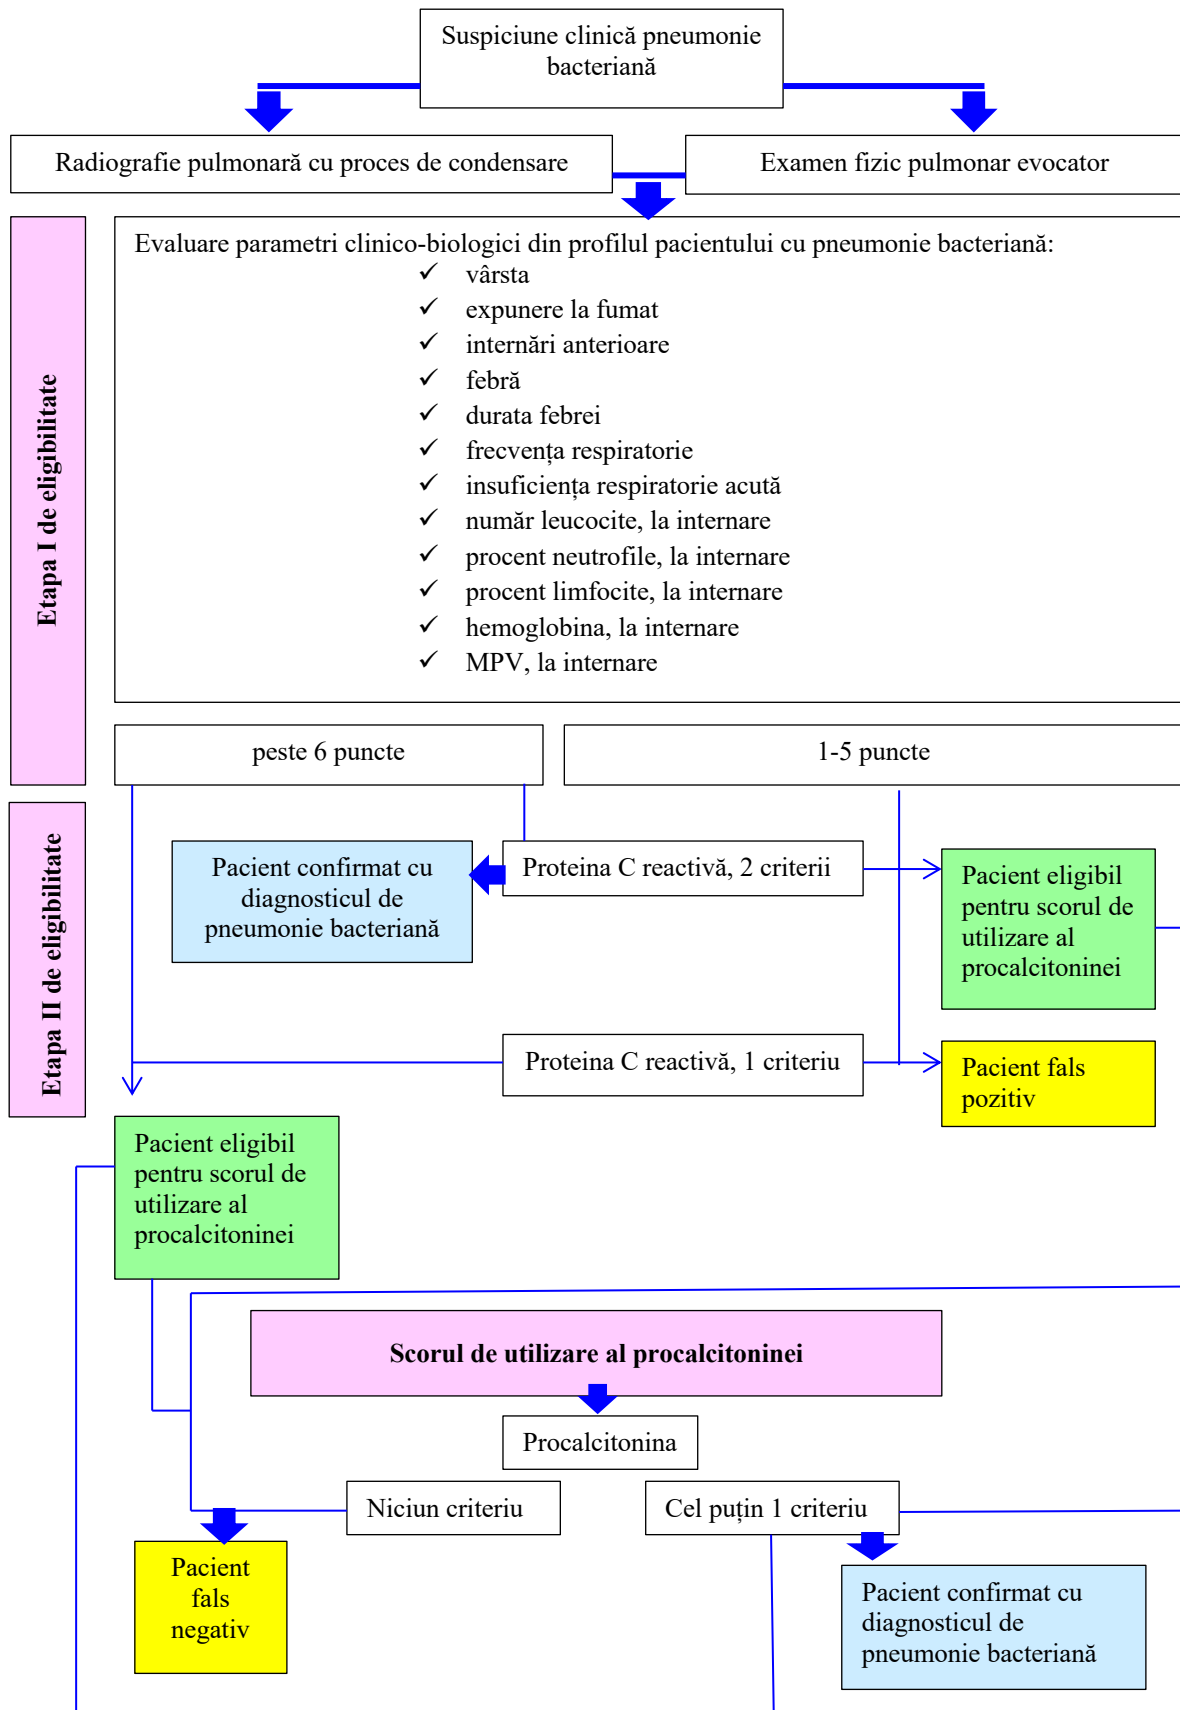 Suspiciune clinică pneumonie
bacteriană
Radiografie pulmonară cu proces de condensare
Examen fizic pulmonar evocator
Etapa I de eligibilitate
Evaluare parametri clinico-biologici din profilul pacientului cu pneumonie bacteriană:
✓ vârsta
✓ expunere la fumat
✓ internări anterioare
✓ febră
✓ durata febrei
✓ frecvența respiratorie
✓ insuficiența respiratorie acută
✓ număr leucocite, la internare
✓ procent neutrofile, la internare
✓ procent limfocite, la internare
✓ hemoglobina, la internare
✓ MPV, la internare
peste 6 puncte
1-5 puncte
Etapa II de eligibilitate
Pacient confirmat cu
diagnosticul de
pneumonie bacteriană
Proteina C reactivă, 2 criterii
Pacient eligibil
pentru scorul de
utilizare al
procalcitoninei
Proteina C reactivă, 1 criteriu
Pacient fals
pozitiv
Pacient eligibil
pentru scorul de
utilizare al
procalcitoninei
Scorul de utilizare al procalcitoninei
Procalcitonina
Niciun criteriu
Cel puțin 1 criteriu
Pacient
fals
negativ
Pacient confirmat cu
diagnosticul de
pneumonie bacteriană